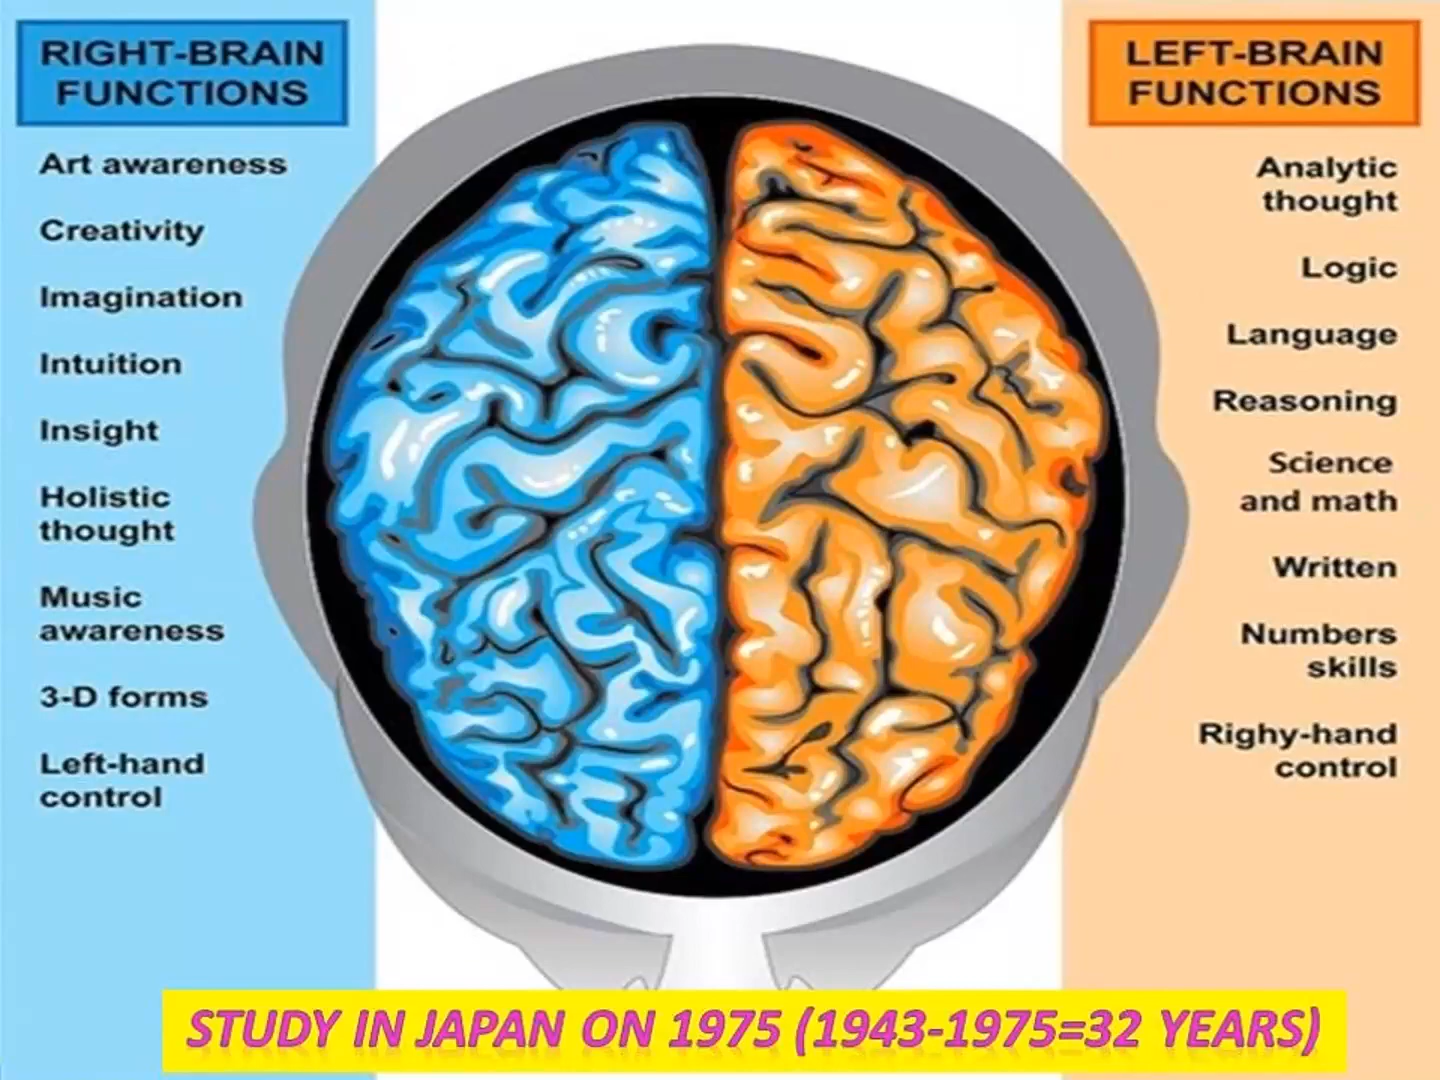 RIGHT-BRAIN
FUNCTIONS
Art awareness
Creativity
Imagination
Intuition
Insight
Holistic
thought
Music
awareness
3-D forms
Left-hand
control
LEFT-BRAIN
FUNCTIONS
Analytic
thought
Logic
Language
Reasoning
Science
and math
Written
Numbers
skills
Righy-hand
control
STUDY IN JAPAN ON 1975 (1943-1975=32 YEARS)